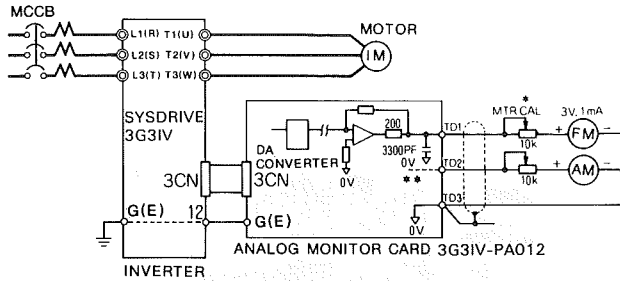 MCCB
MOTOR
L1(R) T1(U)
L2(S) T2(V)
L3(T) T3(W)
IM
SYSDRIVE
3G3IV
DA
CONVERTER
200
3300PF
0V
0V
**
TD1
TD2
TD3
0V
*
MTR CAL
10k
10k
3V, 1mA
+ FM -
+ AM -
3CN
3CN
G(E) 12
G(E)
ANALOG MONITOR CARD 3G3IV-PA012
INVERTER